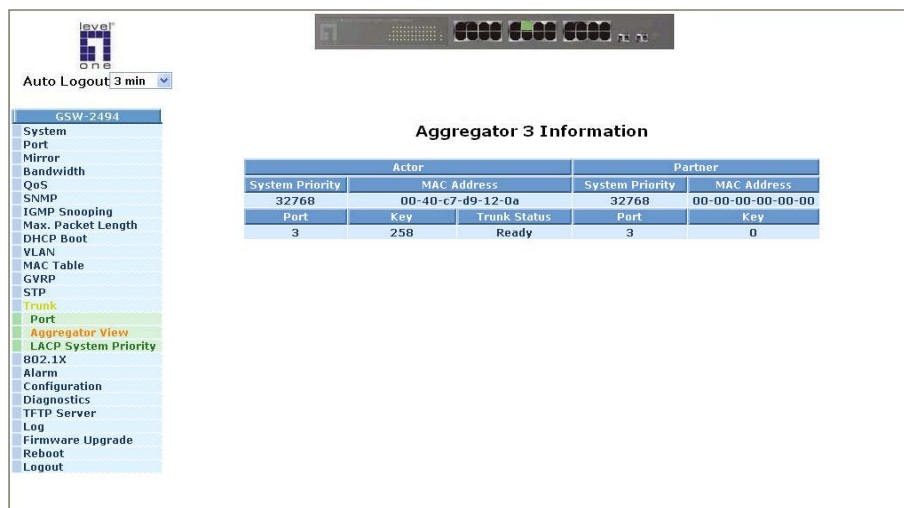 level
one
Auto Logout 3 min
GSW-2494
System
Port
Mirror
Bandwidth
QoS
SNMP
IGMP Snooping
Max. Packet Length
DHCP Boot
VLAN
MAC Table
GVRP
STP
Trunk
Port
Aggregator View
LACP System Priority
802.1X
Alarm
Configuration
Diagnostics
TFTP Server
Log
Firmware Upgrade
Reboot
Logout
Aggregator 3 Information
Actor Partner
System Priority MAC Address System Priority MAC Address
32768 00-40-c7-d9-12-0a 32768 00-00-00-00-00-00
Port Key Trunk Status Port Key
3 258 Ready 3 0